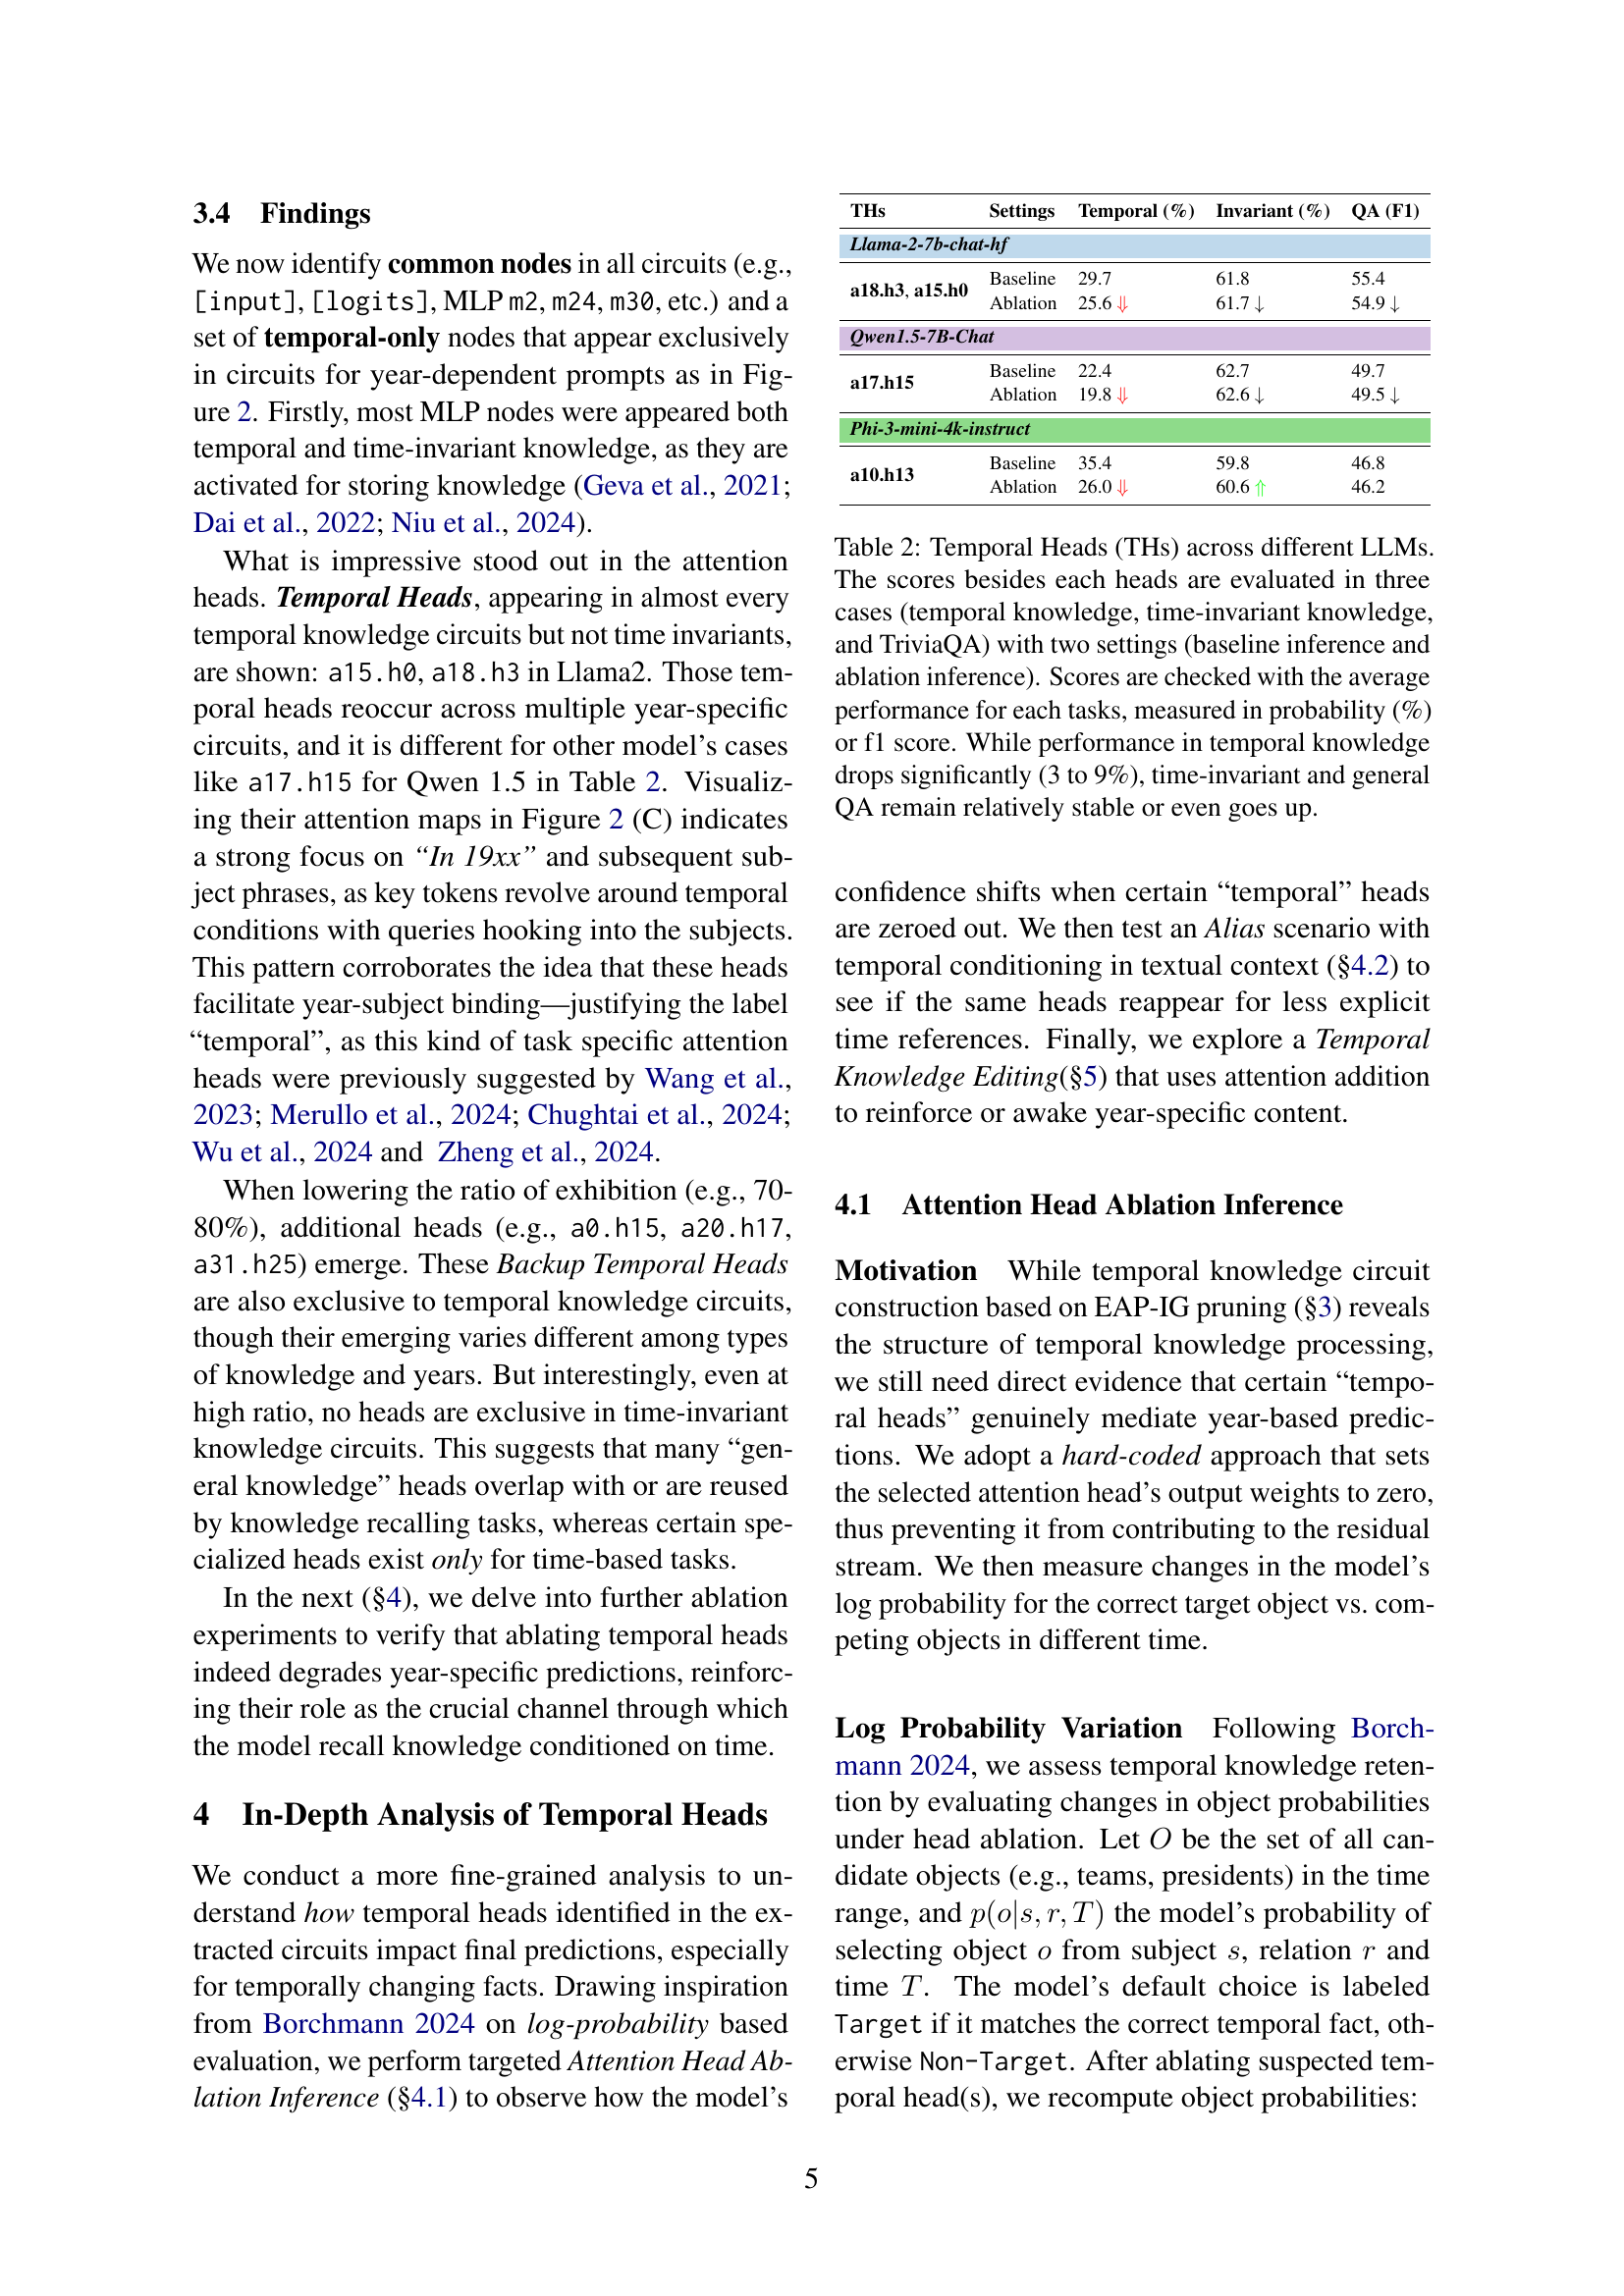 3.4 Findings
We now identify common nodes in all circuits (e.g.,
[input], [logits], MLP m2, m24, m30, etc.) and a
set of temporal-only nodes that appear exclusively
in circuits for year-dependent prompts as in Fig-
ure 2. Firstly, most MLP nodes were appeared both
temporal and time-invariant knowledge, as they are
activated for storing knowledge (Geva et al., 2021;
Dai et al., 2022; Niu et al., 2024).
What is impressive stood out in the attention
heads. Temporal Heads, appearing in almost every
temporal knowledge circuits but not time invariants,
are shown: a15.h0, a18.h3 in Llama2. Those tem-
poral heads reoccur across multiple year-specific
circuits, and it is different for other model's cases
like a17.h15 for Qwen 1.5 in Table 2. Visualiz-
ing their attention maps in Figure 2 (C) indicates
a strong focus on “In 19xx” and subsequent sub-
ject phrases, as key tokens revolve around temporal
conditions with queries hooking into the subjects.
This pattern corroborates the idea that these heads
facilitate year-subject binding—justifying the label
“temporal”, as this kind of task specific attention
heads were previously suggested by Wang et al.,
2023; Merullo et al., 2024; Chughtai et al., 2024;
Wu et al., 2024 and Zheng et al., 2024.
When lowering the ratio of exhibition (e.g., 70-
80%), additional heads (e.g., a0.h15, a20.h17,
a31.h25) emerge. These Backup Temporal Heads
are also exclusive to temporal knowledge circuits,
though their emerging varies different among types
of knowledge and years. But interestingly, even at
high ratio, no heads are exclusive in time-invariant
knowledge circuits. This suggests that many “gen-
eral knowledge” heads overlap with or are reused
by knowledge recalling tasks, whereas certain spe-
cialized heads exist only for time-based tasks.
In the next (§4), we delve into further ablation
experiments to verify that ablating temporal heads
indeed degrades year-specific predictions, reinforc-
ing their role as the crucial channel through which
the model recall knowledge conditioned on time.
4 In-Depth Analysis of Temporal Heads
We conduct a more fine-grained analysis to un-
derstand how temporal heads identified in the ex-
tracted circuits impact final predictions, especially
for temporally changing facts. Drawing inspiration
from Borchmann 2024 on log-probability based
evaluation, we perform targeted Attention Head Ab-
lation Inference (§4.1) to observe how the model's
THs Settings Temporal (%) Invariant (%) QA (F1)
Llama-2-7b-chat-hf
a18.h3, a15.h0
Baseline 29.7 61.8 55.4
Ablation 25.6 ⇓ 61.7 ↓ 54.9 ↓
Qwen1.5-7B-Chat
a17.h15
Baseline 22.4 62.7 49.7
Ablation 19.8 ⇓ 62.6 ↓ 49.5 ↓
Phi-3-mini-4k-instruct
a10.h13
Baseline 35.4 59.8 46.8
Ablation 26.0 ⇓ 60.6 ⇑ 46.2
Table 2: Temporal Heads (THs) across different LLMs.
The scores besides each heads are evaluated in three
cases (temporal knowledge, time-invariant knowledge,
and TriviaQA) with two settings (baseline inference and
ablation inference). Scores are checked with the average
performance for each tasks, measured in probability (%)
or f1 score. While performance in temporal knowledge
drops significantly (3 to 9%), time-invariant and general
QA remain relatively stable or even goes up.
confidence shifts when certain “temporal” heads
are zeroed out. We then test an Alias scenario with
temporal conditioning in textual context (§4.2) to
see if the same heads reappear for less explicit
time references. Finally, we explore a Temporal
Knowledge Editing(§5) that uses attention addition
to reinforce or awake year-specific content.
4.1 Attention Head Ablation Inference
Motivation While temporal knowledge circuit
construction based on EAP-IG pruning (§3) reveals
the structure of temporal knowledge processing,
we still need direct evidence that certain “tempo-
ral heads” genuinely mediate year-based predic-
tions. We adopt a hard-coded approach that sets
the selected attention head's output weights to zero,
thus preventing it from contributing to the residual
stream. We then measure changes in the model's
log probability for the correct target object vs. com-
peting objects in different time.
Log Probability Variation Following Borch-
mann 2024, we assess temporal knowledge reten-
tion by evaluating changes in object probabilities
under head ablation. Let O be the set of all can-
didate objects (e.g., teams, presidents) in the time
range, and p(o|s, r, T) the model's probability of
selecting object o from subject s, relation r and
time T. The model's default choice is labeled
Target if it matches the correct temporal fact, oth-
erwise Non-Target. After ablating suspected tem-
poral head(s), we recompute object probabilities:
5